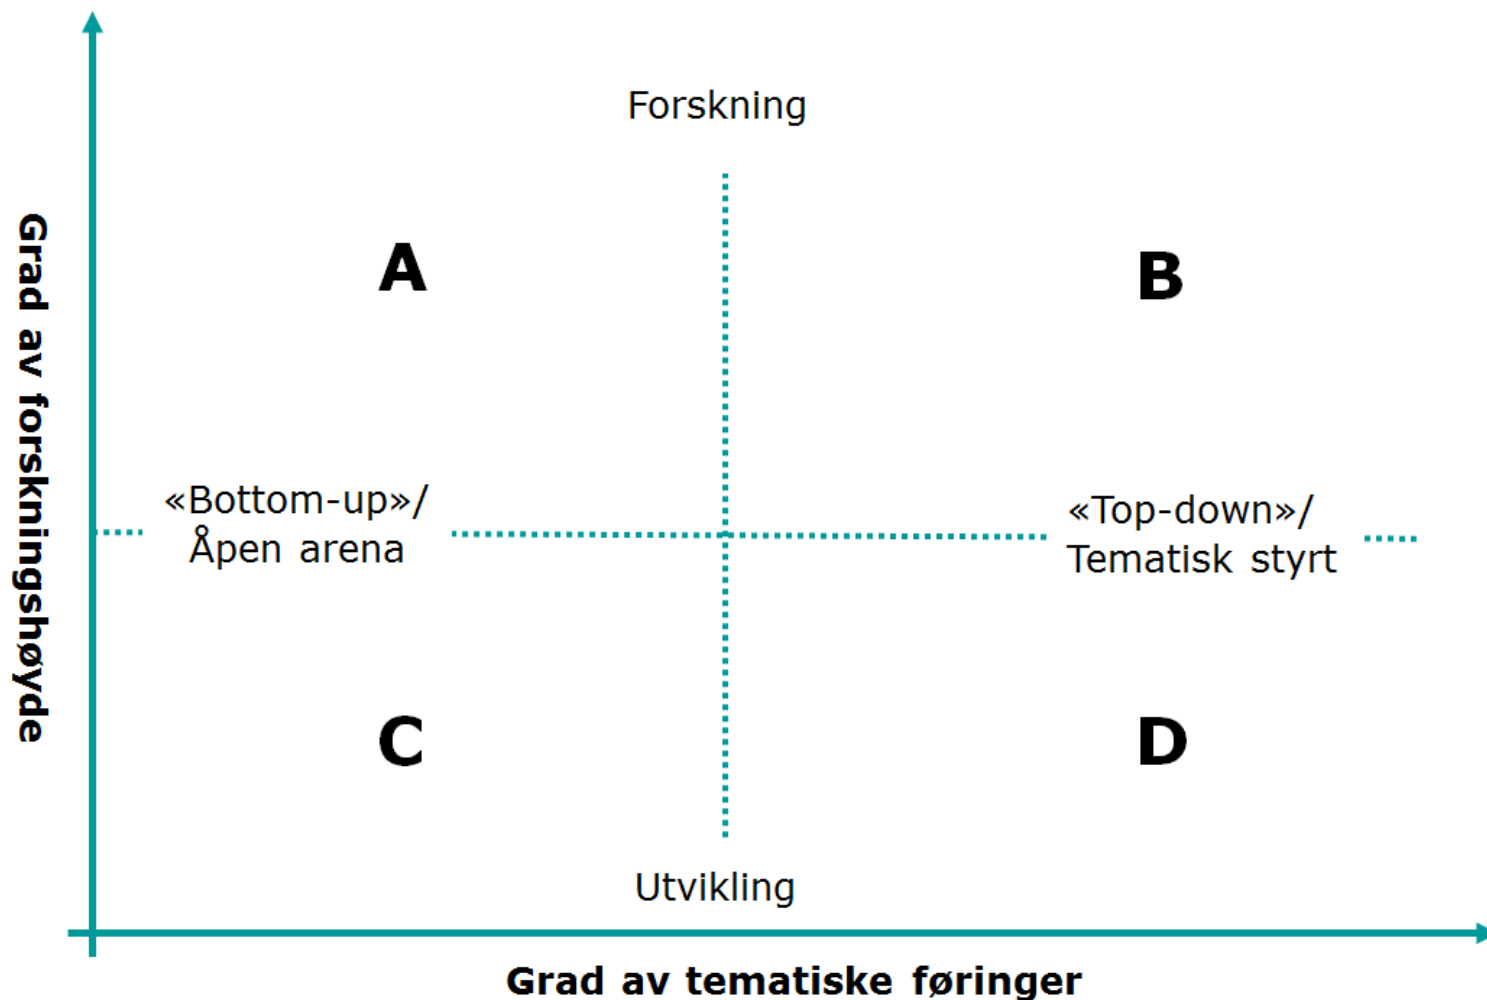 Forskning
Grad av forskningshøyde
A
B
«Bottom-up»/
Åpen arena
«Top-down»/
Tematisk styrt
C
D
Utvikling
Grad av tematiske føringer